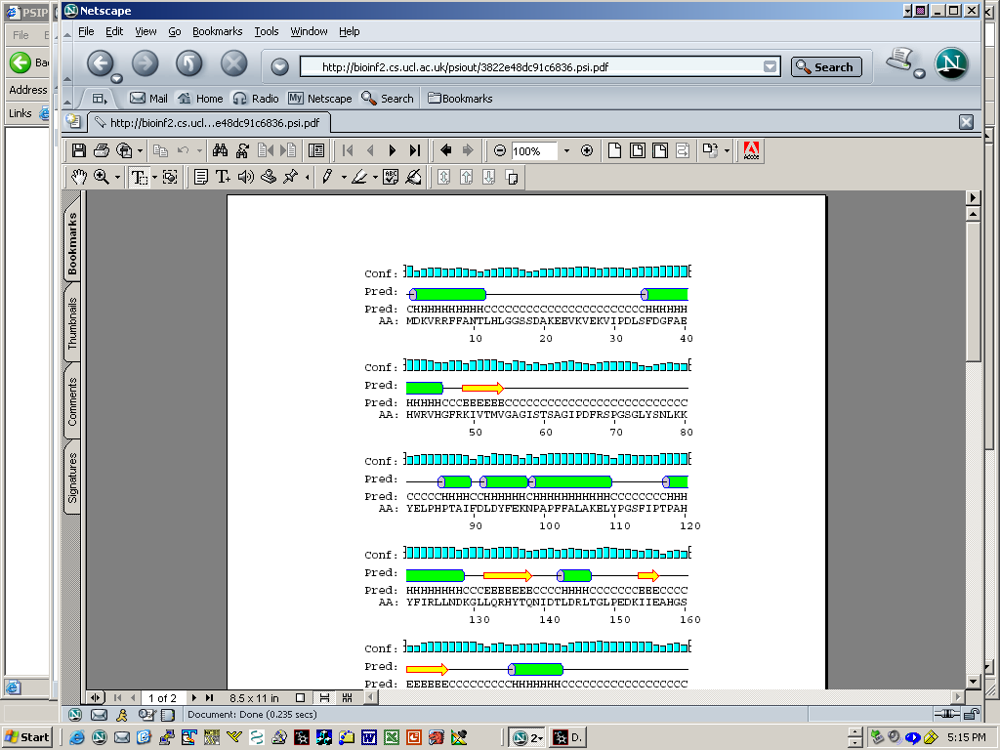 PSIP
Netscape
File Edit View Go Bookmarks Tools Window Help
File
Bac
http://bioinf2.cs.ucl.ac.uk/psiout/3822e48dc91c6836.psi.pdf
Search
Address
Mail Home Radio My Netscape Search Bookmarks
Links
http://bioinf2.cs.ucl...e48dc91c6836.psi.pdf
100%
Adobe
Bookmarks
Thumbnails
Comments
Signatures
Conf:
Pred:
Pred: CHHHHHHHHHHCCCCCCCCCCCCCCCCCCCCCCCHHHHHH
AA: MDKVRRFFANTLHLGGSSDAKEEVKVEKVIPDLSFDGFAE
10 20 30 40
Conf:
Pred:
Pred: HHHHHCCCEEEEEECCCCCCCCCCCCCCCCCCCCCCCCCC
AA: HWRVHGFRKIVTMVGAGISTSAGIPDFRSPGSGLYSNLKK
50 60 70 80
Conf:
Pred:
Pred: CCCCCHHHHCCHHHHHHCHHHHHHHHHHHCCCCCCCCHHH
AA: YELPHPTAIFDLDYFEKNPAPFFALAKELYPGSFIPTPAH
90 100 110 120
Conf:
Pred:
Pred: HHHHHHHHCCCEEEEEEECCCCHHHHCCCCCCCEEECCCC
AA: YFIRLLNDKGLLQRHYTQNIDTLDRLTGLPEDKIIEAHGS
130 140 150 160
Conf:
Pred:
Pred: EEEEEECCCCCCCCCHHHHHHHCCCCCCCCCCCCCCCCCC
1 of 2 8.5 x 11 in
Document: Done (0.235 secs)
Start
2
D.
5:15 PM